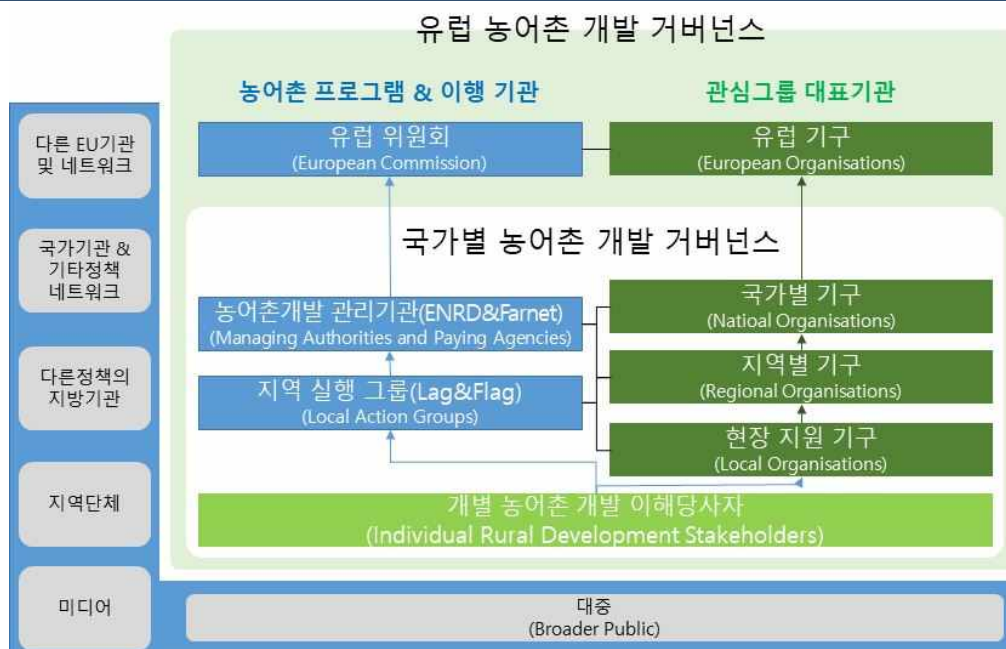 유럽 농어촌 개발 거버넌스
농어촌 프로그램 & 이행 기관
관심그룹 대표기관
다른 EU기관
및 네트워크
유럽 위원회
(European Commission)
유럽 기구
(European Organisations)
국가별 농어촌 개발 거버넌스
국가기관 &
기타정책
네트워크
농어촌개발 관리기관(ENRD&Farnet)
(Managing Authorities and Paying Agencies)
국가별 기구
(Natioal Organisations)
다른정책의
지방기관
지역 실행 그룹(Lag&Flag)
(Local Action Groups)
지역별 기구
(Regional Organisations)
현장 지원 기구
(Local Organisations)
지역단체
개별 농어촌 개발 이해당사자
(Individual Rural Development Stakeholders)
미디어
대중
(Broader Public)